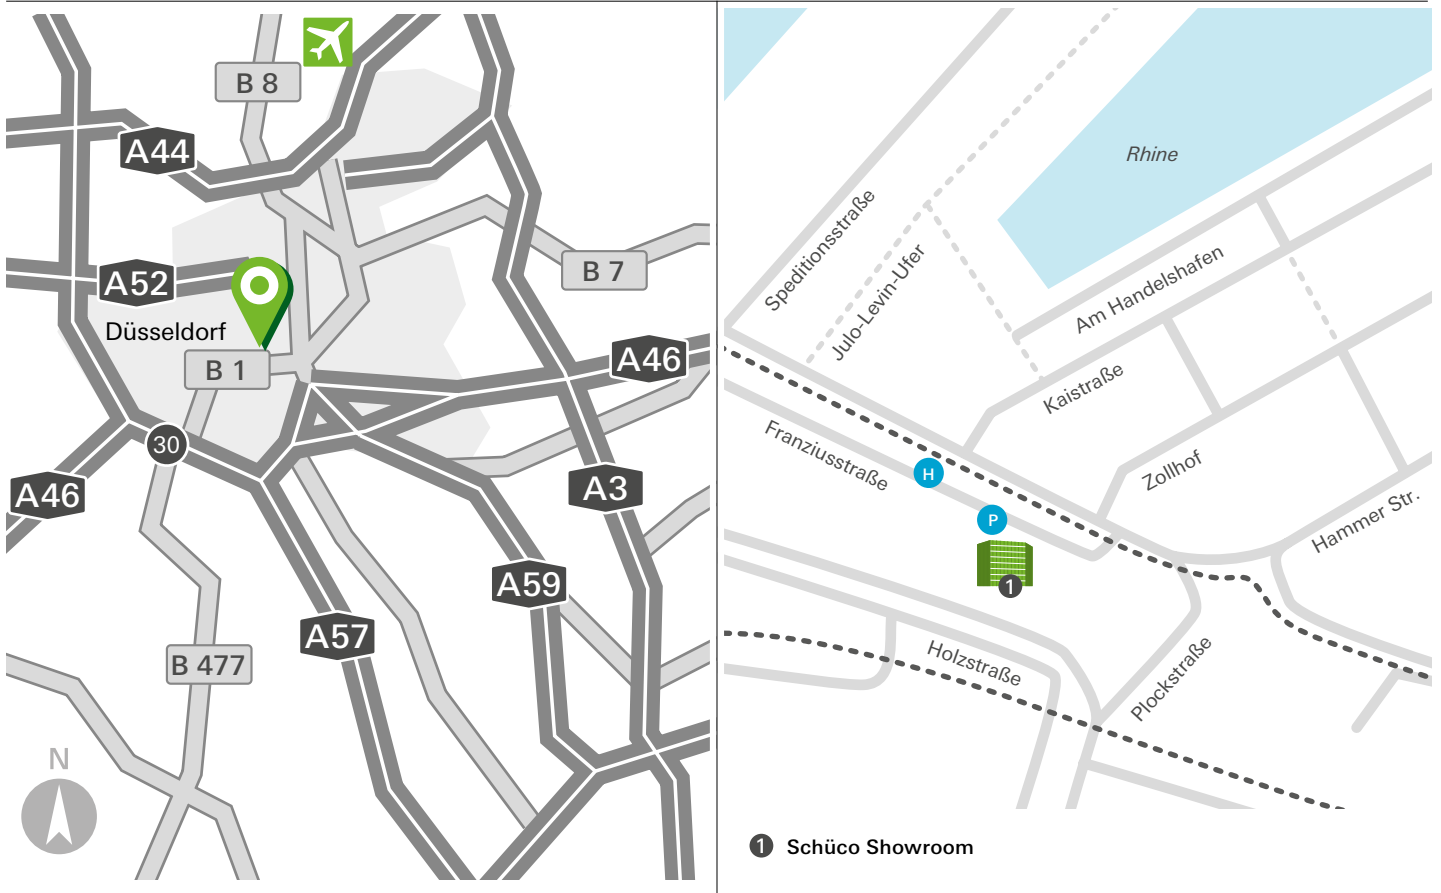 B 8
A44
A52
B 7
Düsseldorf
B 1
A46
30
A46
A3
A59
A57
B 477
N
Rhine
Speditionsstraße
Julo-Levin-Ufer
Am Handelshafen
Kaistraße
Franziusstraße
Zollhof
H
Hammer Str.
P
1
Holzstraße
Plockstraße
1 Schüco Showroom